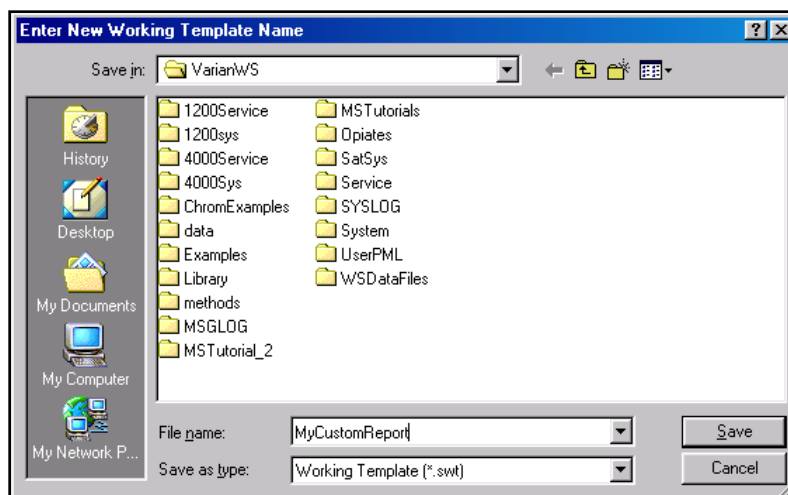 Enter New Working Template Name
Save in:
VarianWS
History
Desktop
My Documents
My Computer
My Network P...
1200Service
1200sys
4000Service
4000Sys
ChromExamples
data
Examples
Library
methods
MSGLOG
MSTutorial_2
MSTutorials
Opiates
SatSys
Service
SYSLOG
System
UserPML
WSDataFiles
File name:
MyCustomReport
Save
Save as type:
Working Template (*.swt)
Cancel